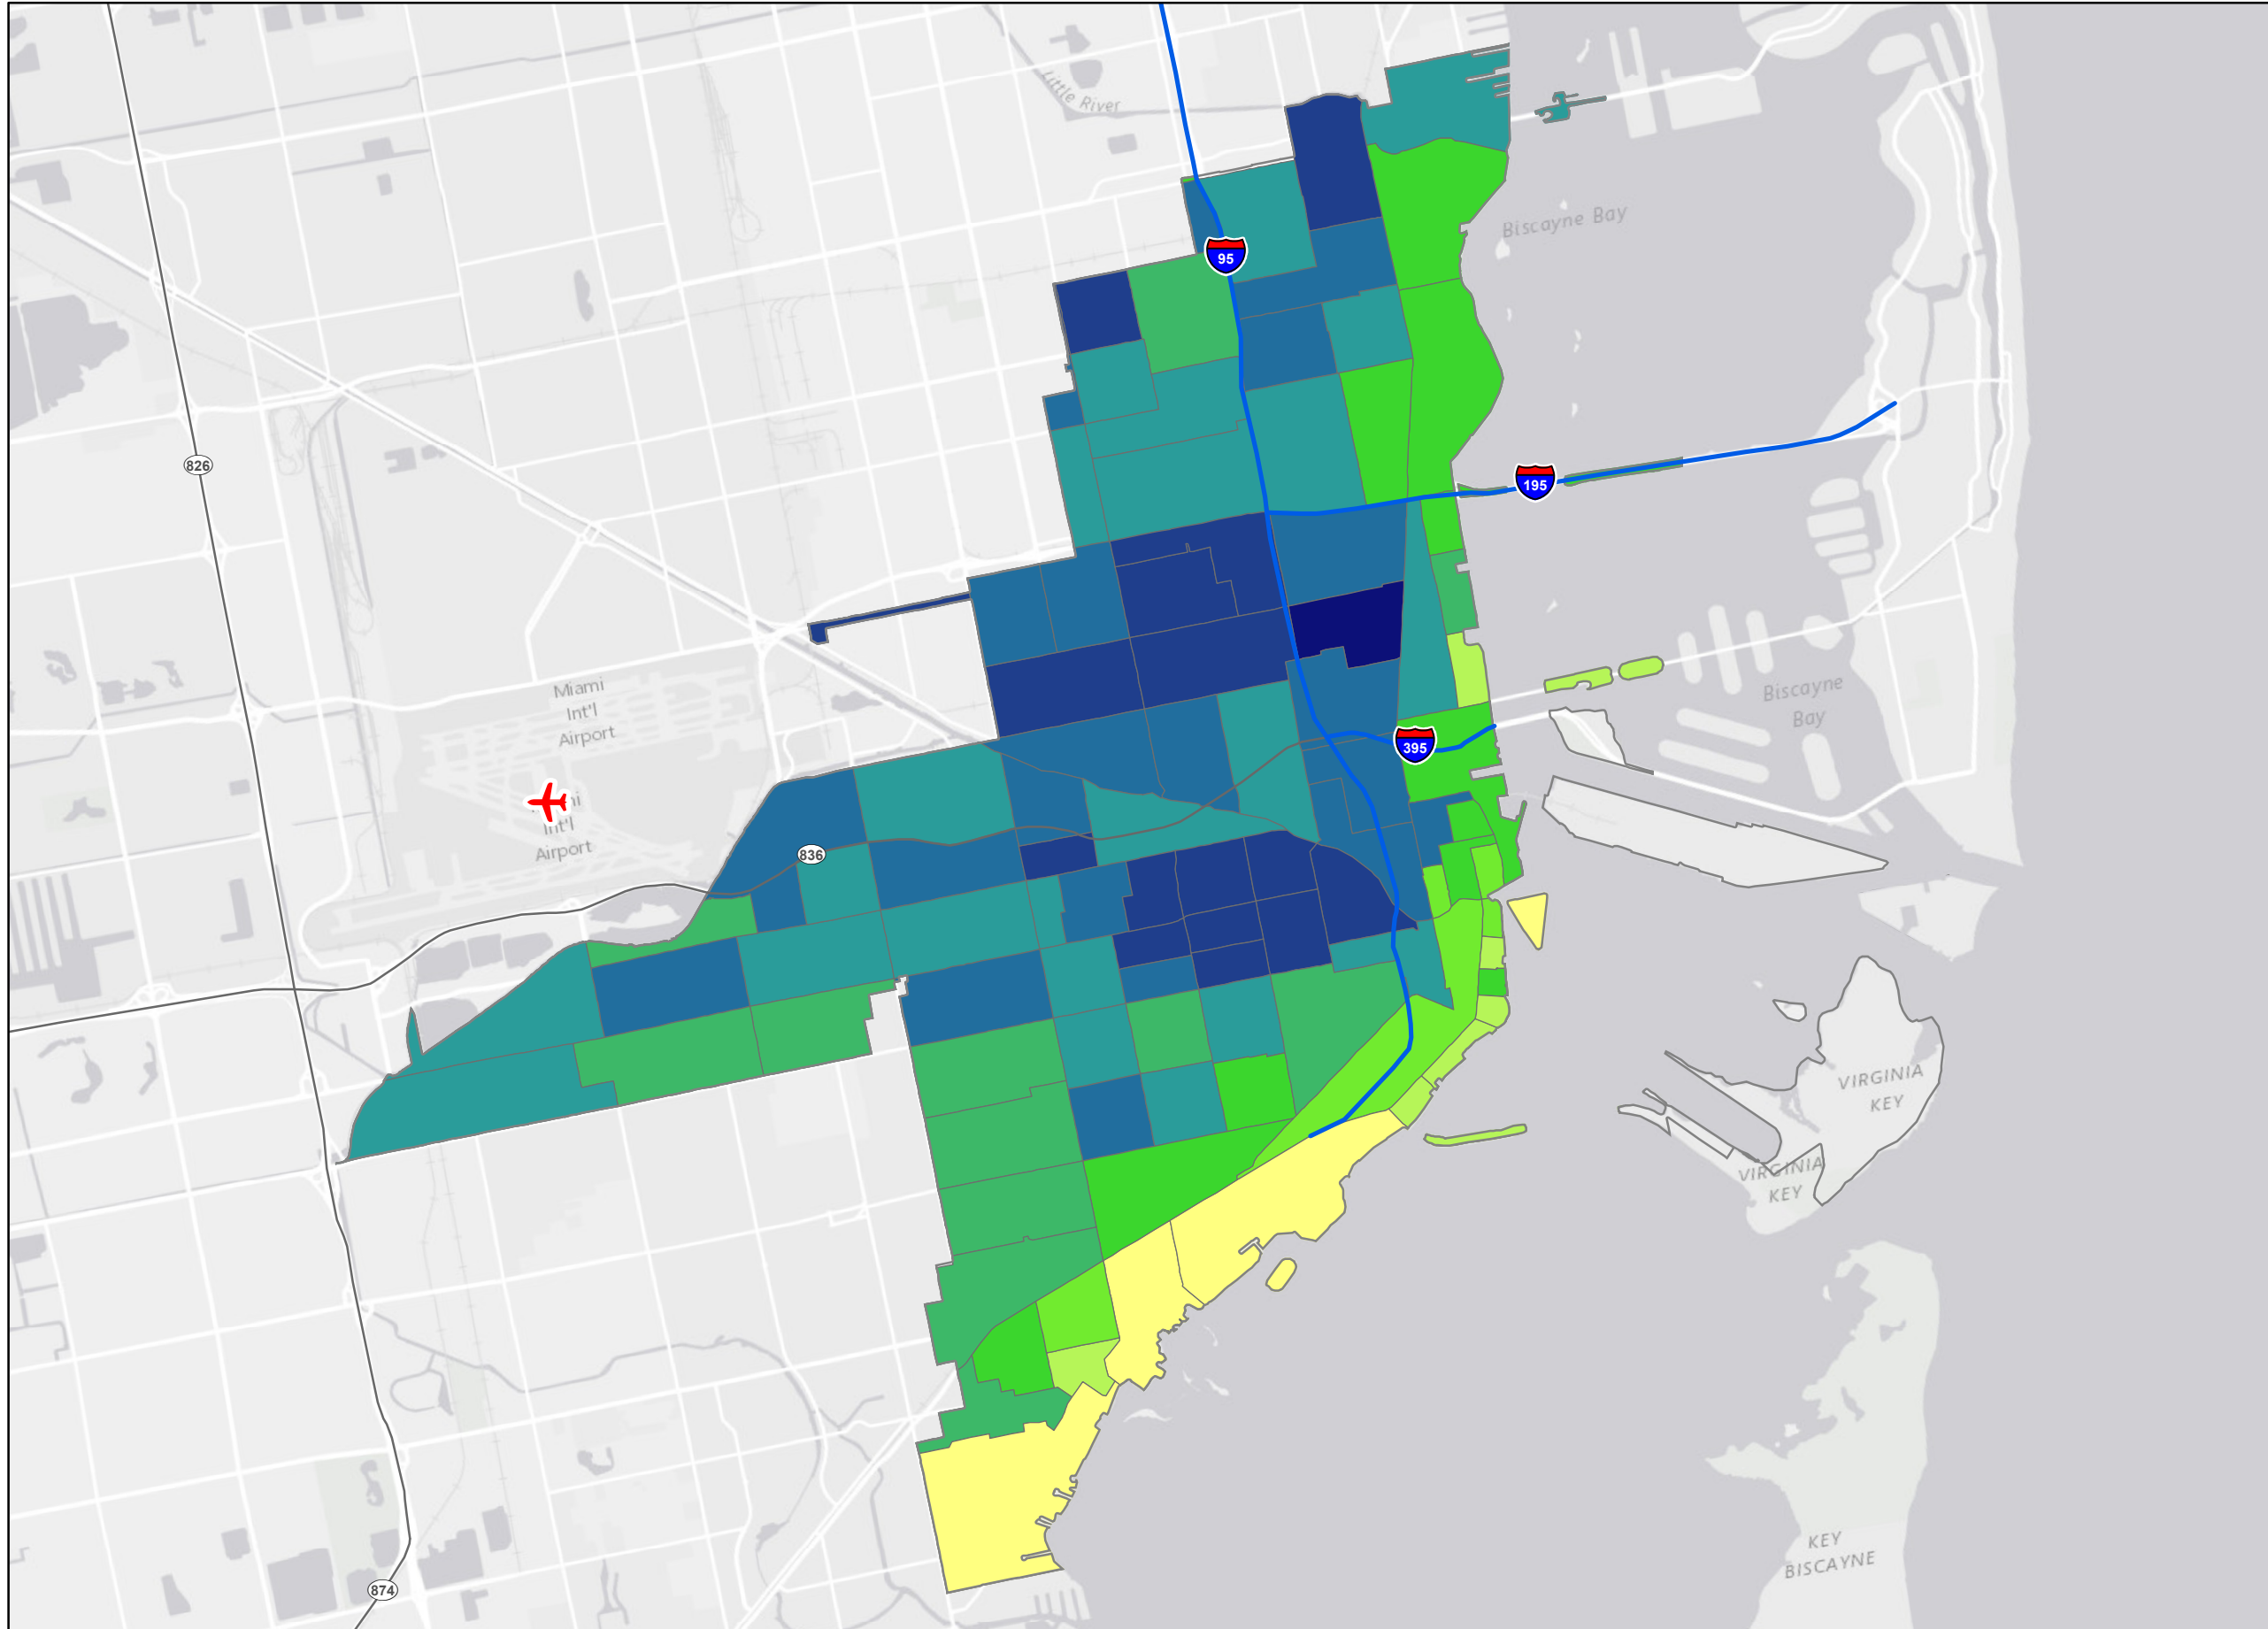 Little River
Biscayne Bay
95
826
195
Miami
Int'l
Airport
Biscayne
Bay
395
Int'l
Airport
836
VIRGINIA
KEY
VIRGINIA
KEY
KEY
BISCAYNE
874